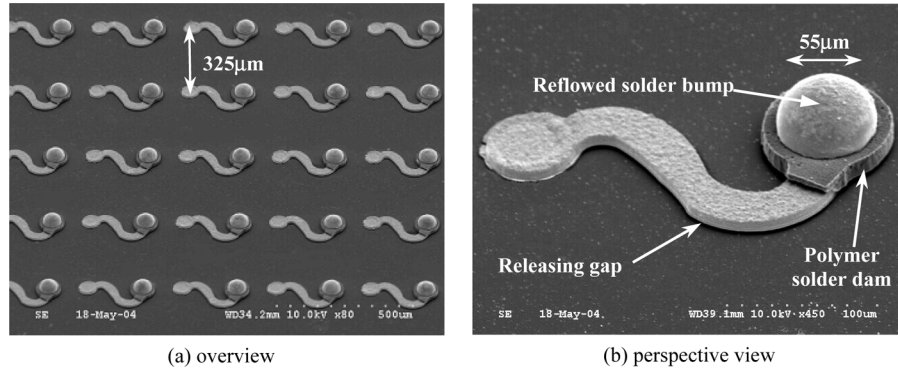 325μm
SE 18-May-04 WD34.2mm 10.0kV x80 500um
(a) overview
55μm
Reflowed solder bump
Releasing gap
Polymer
solder dam
SE 18-May-04 WD39.1mm 10.0kV x450 100um
(b) perspective view